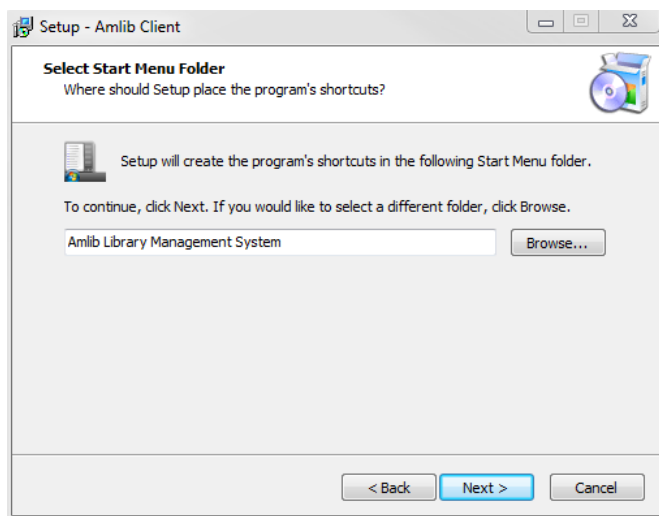 Setup - Amlib Client
Select Start Menu Folder
Where should Setup place the program's shortcuts?
Setup will create the program's shortcuts in the following Start Menu folder.
To continue, click Next. If you would like to select a different folder, click Browse.
Amlib Library Management System
Browse...
< Back
Next >
Cancel